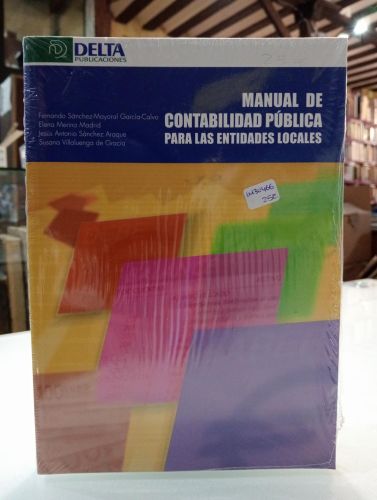 DELTA
PUBLICACIONES
MANUAL DE
CONTABILIDAD PÚBLICA
PARA LAS ENTIDADES LOCALES
Fernando Sánchez-Mayoral García-Calvo
Elena Merino Madrid
Jesús Antonio Sánchez Araque
Susana Villaluenga de Gracia
25€